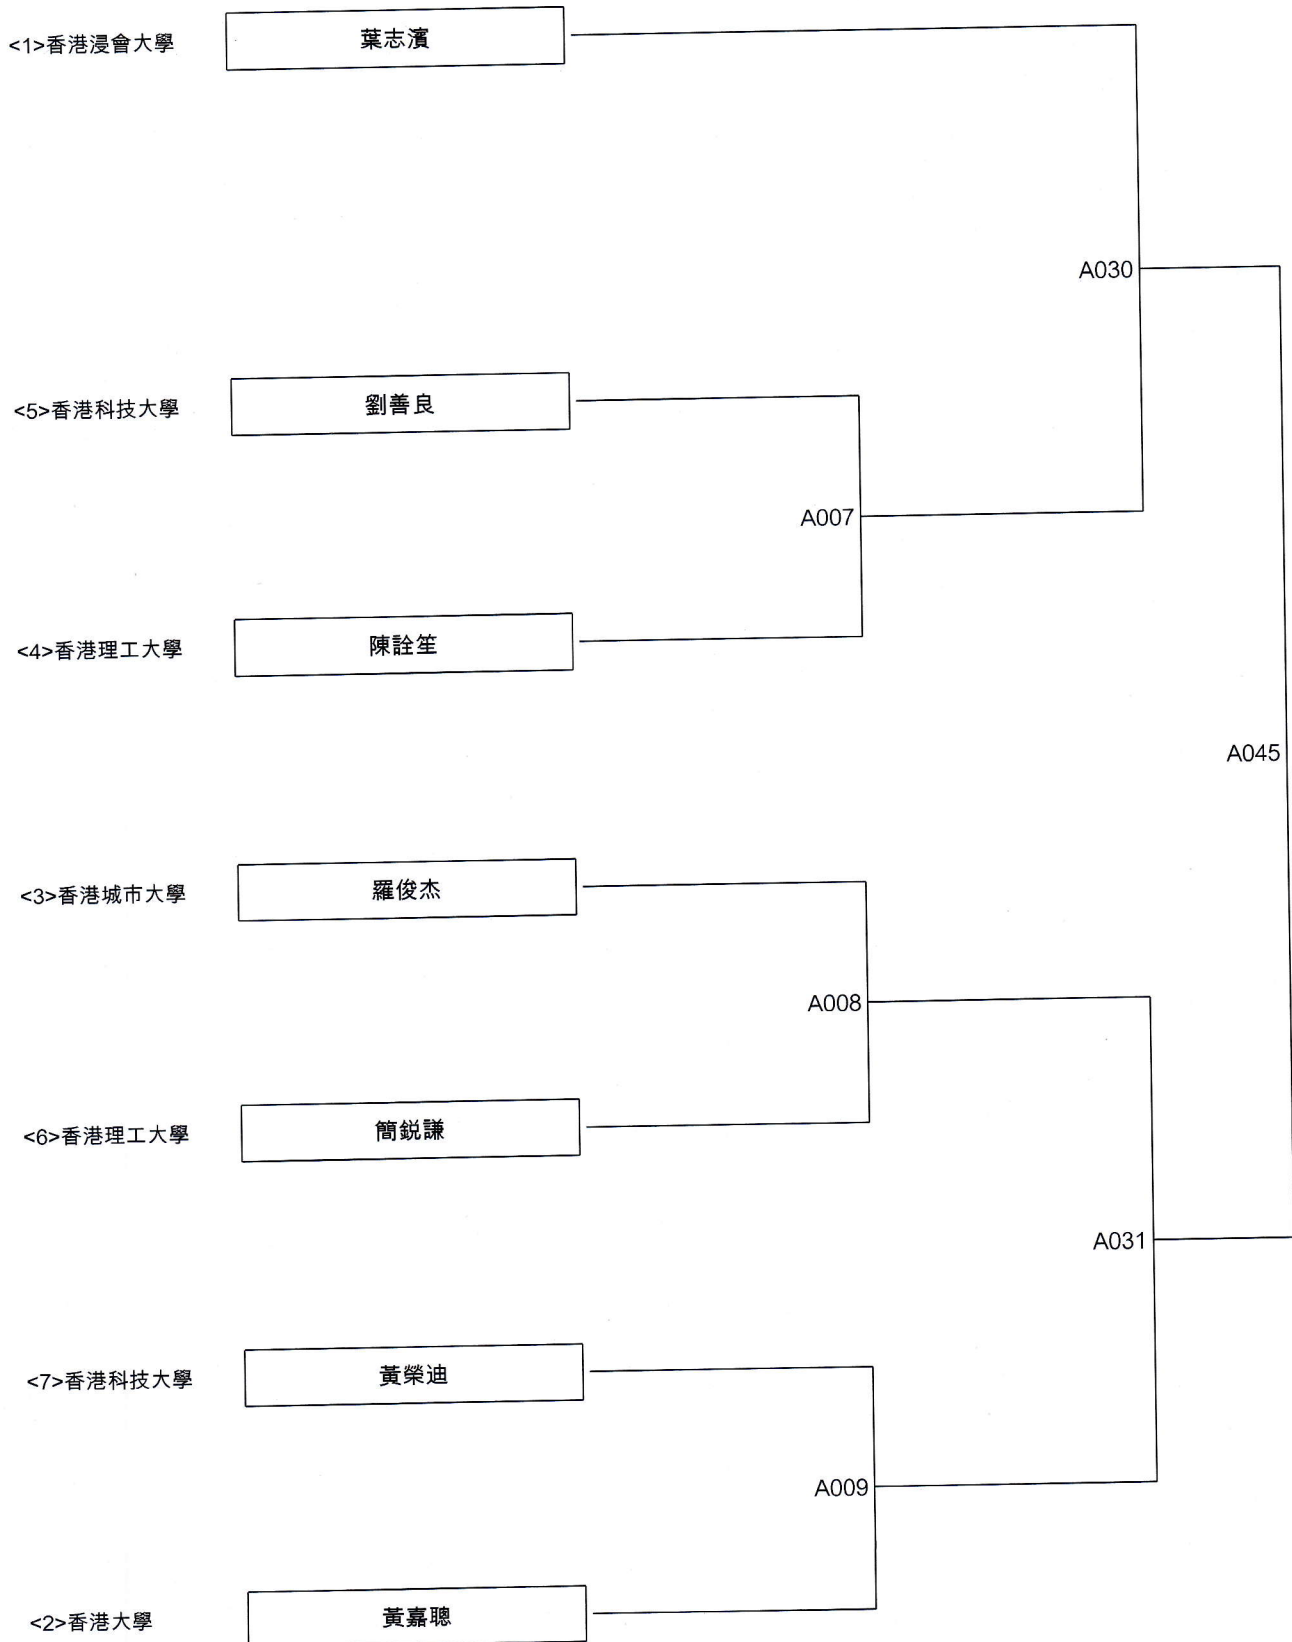 <1>香港浸會大學 葉志濱
A030
<5>香港科技大學 劉善良
A007
<4>香港理工大學 陳詮笙
A045
<3>香港城市大學 羅俊杰
A008
<6>香港理工大學 簡鋭謙
A031
<7>香港科技大學 黃榮迪
A009
<2>香港大學 黃嘉聰